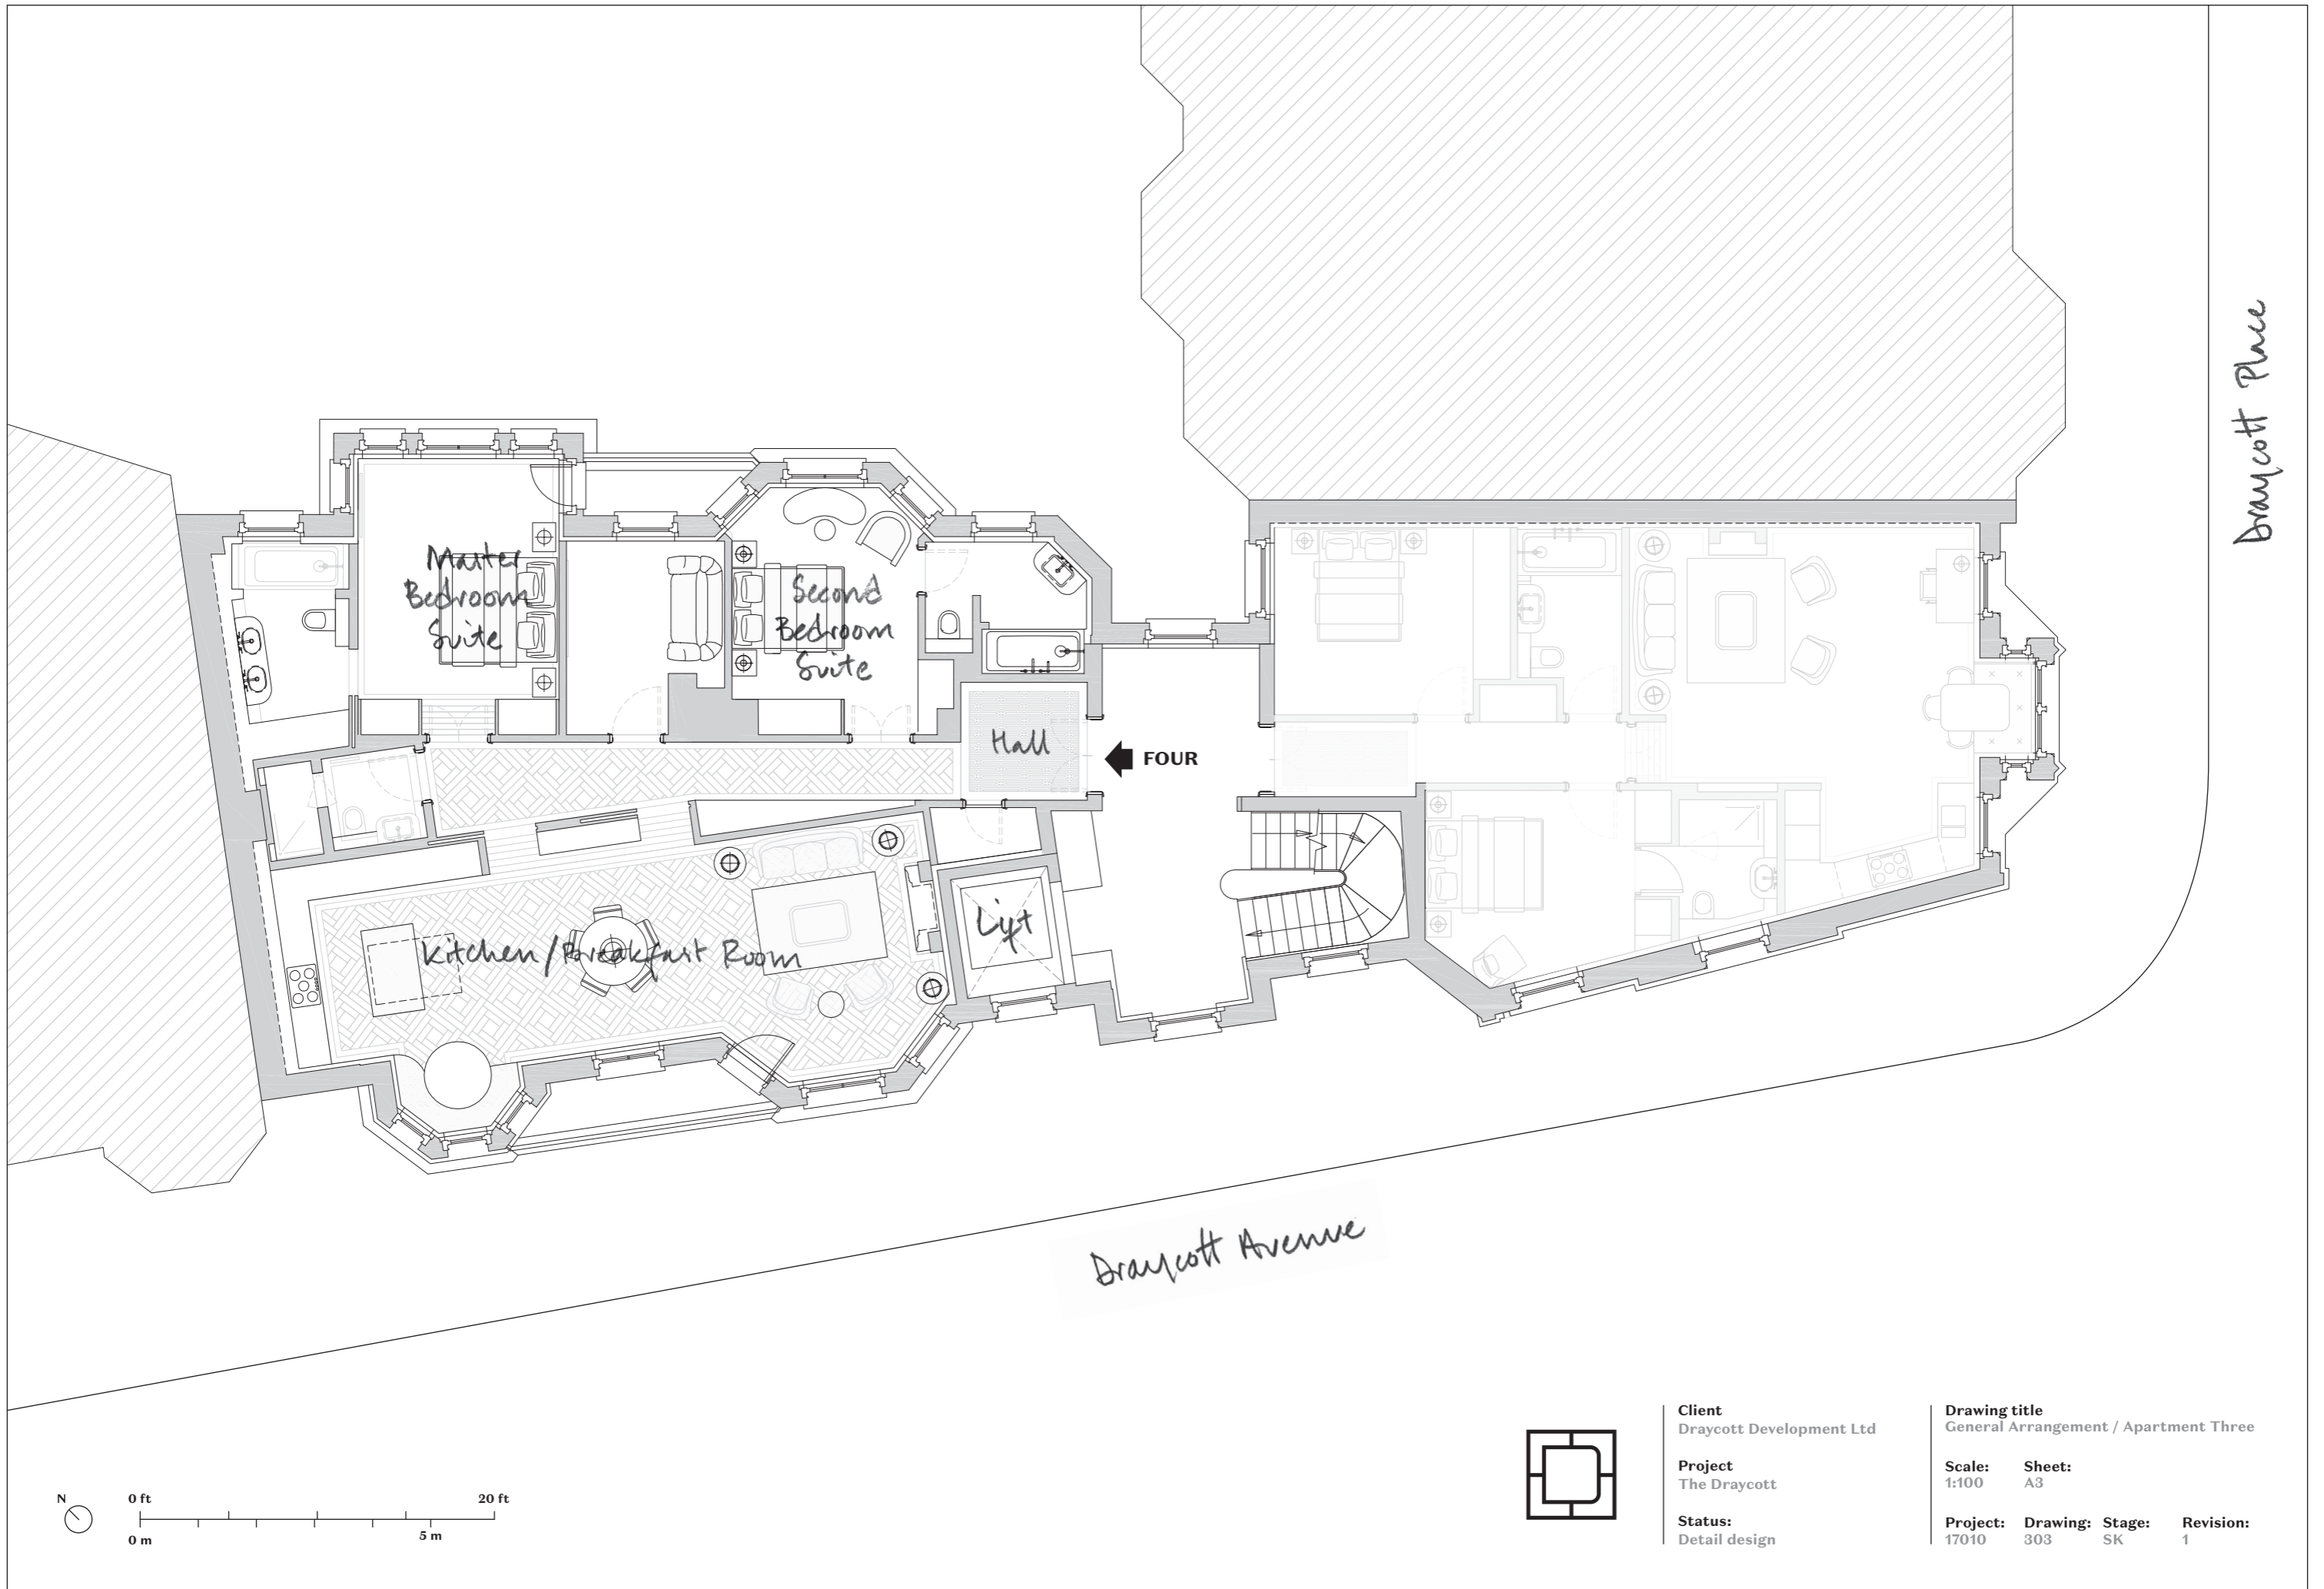 Draycott Place
Master
Bedroom
Suite
Second
Bedroom
Suite
Hall
FOUR
Lift
Kitchen/Breakfast Room
Draycott Avenue
N
0 ft
20 ft
0 m
5 m
Client
Draycott Development Ltd
Project
The Draycott
Status:
Detail design
Drawing title
General Arrangement / Apartment Three
Scale: Sheet:
1:100 A3
Project: Drawing: Stage: Revision:
17010 303 SK 1